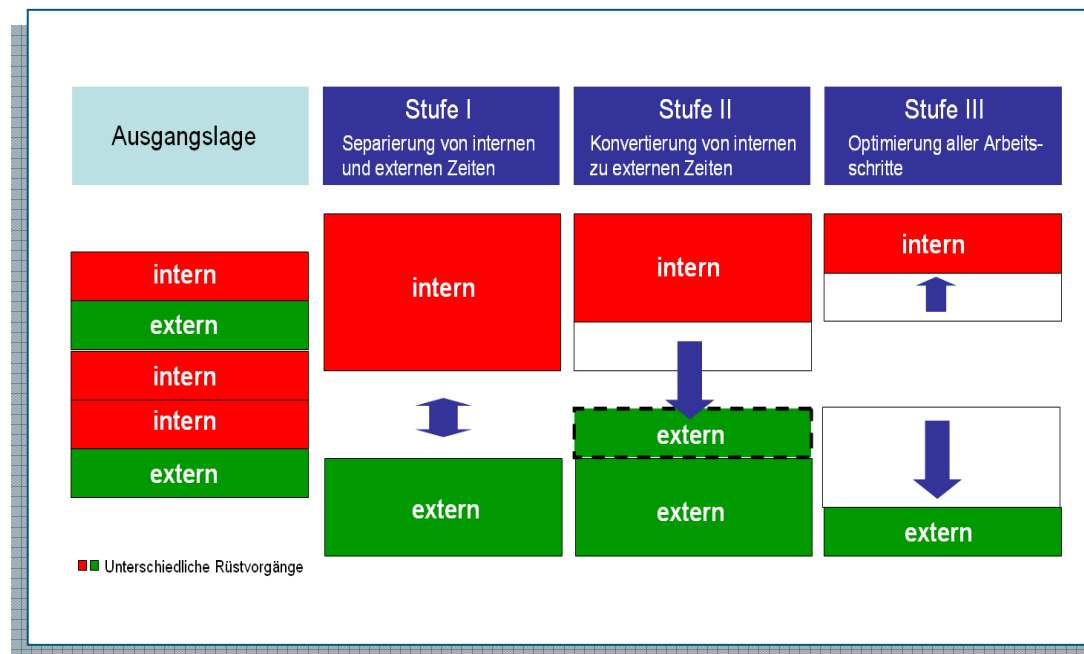 Ausgangslage
Stufe I
Separierung von internen
und externen Zeiten
Stufe II
Konvertierung von internen
zu externen Zeiten
Stufe III
Optimierung aller Arbeits-
schritte
intern
extern
intern
intern
extern
intern
extern
intern
extern
extern
intern
extern
Unterschiedliche Rüstvorgänge